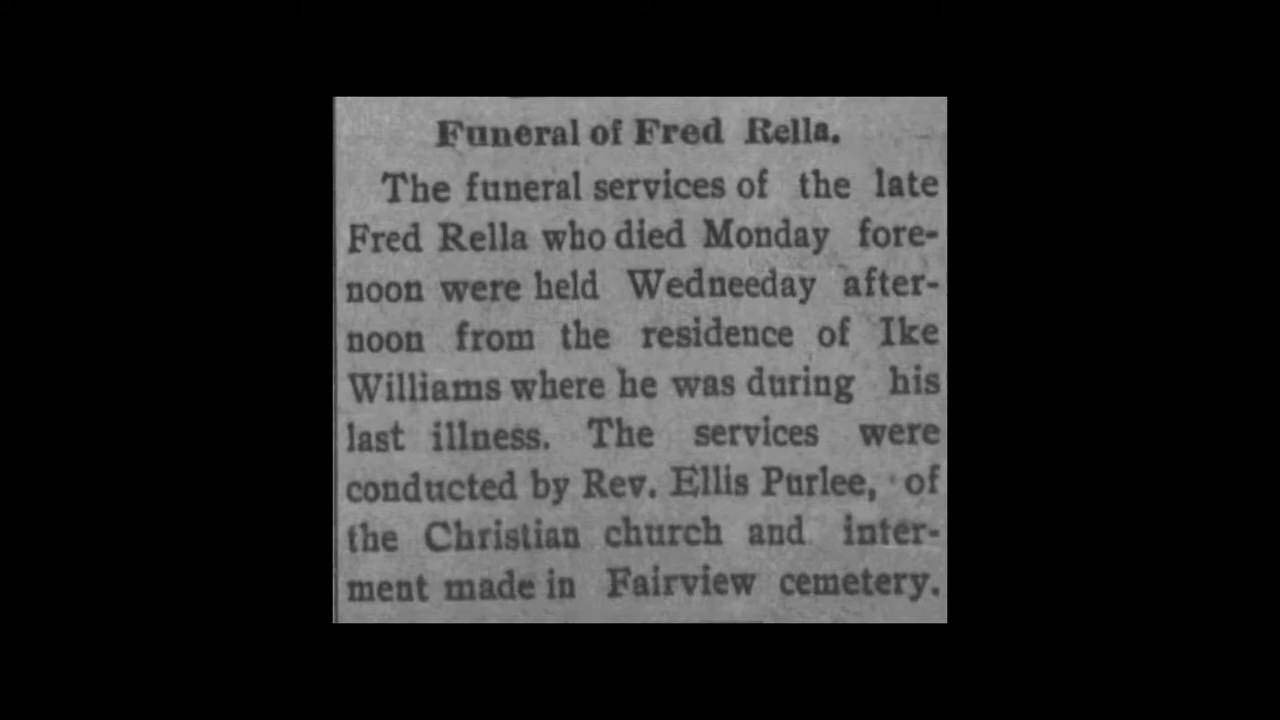 Funeral of Fred Rella.
The funeral services of the late
Fred Rella who died Monday fore-
noon were held Wedneeday after-
noon from the residence of Ike
Williams where he was during his
last illness. The services were
conducted by Rev. Ellis Purlee, of
the Christian church and inter-
ment made in Fairview cemetery.